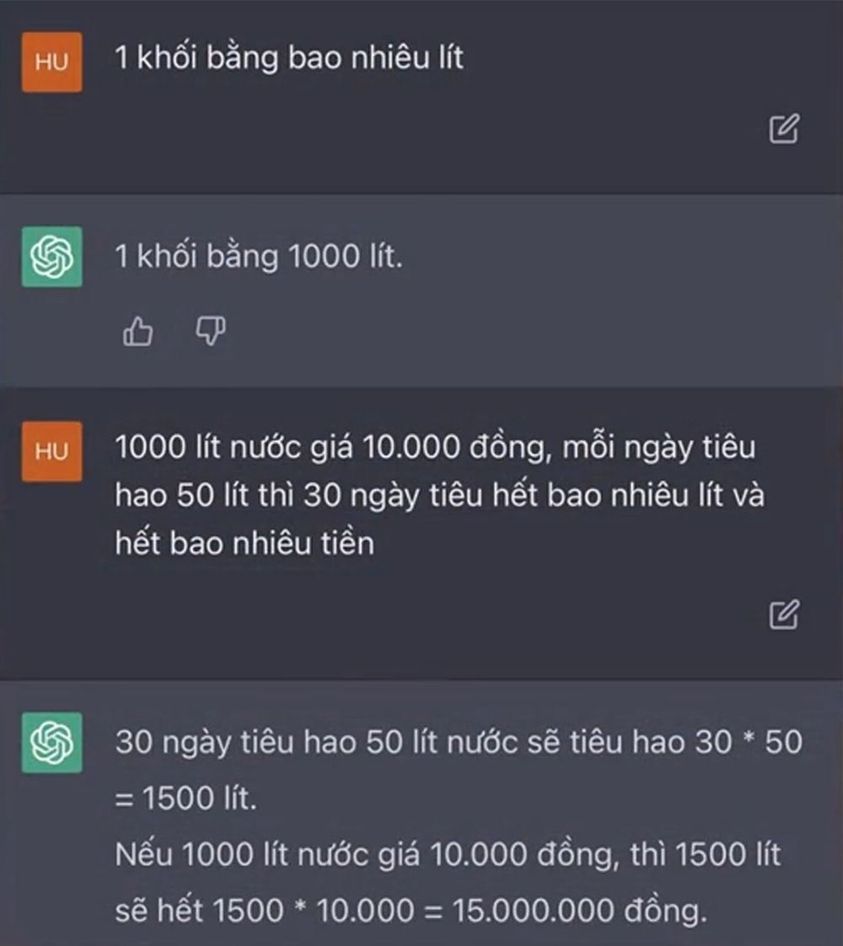 HU
1 khối bằng bao nhiêu lít
1 khối bằng 1000 lít.
HU
1000 lít nước giá 10.000 đồng, mỗi ngày tiêu
hao 50 lít thì 30 ngày tiêu hết bao nhiêu lít và
hết bao nhiêu tiền
30 ngày tiêu hao 50 lít nước sẽ tiêu hao 30 * 50
= 1500 lít.
Nếu 1000 lít nước giá 10.000 đồng, thì 1500 lít
sẽ hết 1500 * 10.000 = 15.000.000 đồng.